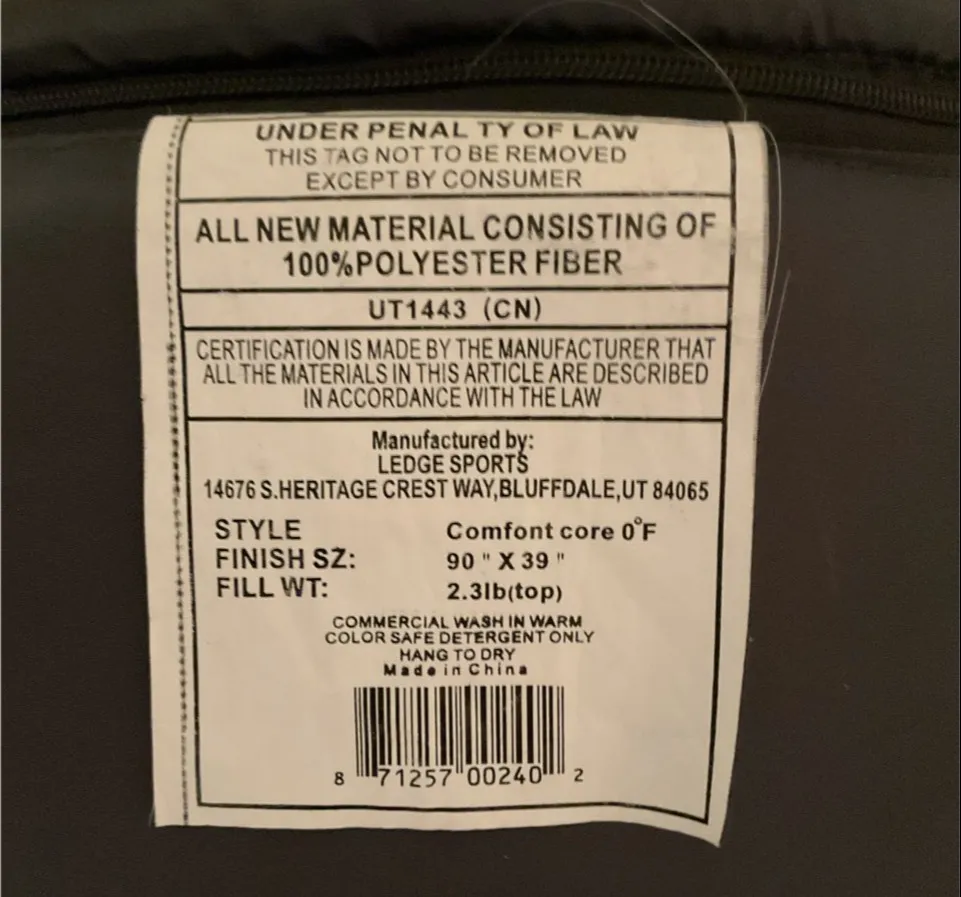 UNDER PENAL TY OF LAW
THIS TAG NOT TO BE REMOVED
EXCEPT BY CONSUMER
ALL NEW MATERIAL CONSISTING OF
100%POLYESTER FIBER
UT1443 (CN)
CERTIFICATION IS MADE BY THE MANUFACTURER THAT
ALL THE MATERIALS IN THIS ARTICLE ARE DESCRIBED
IN ACCORDANCE WITH THE LAW
Manufactured by:
LEDGE SPORTS
14676 S.HERITAGE CREST WAY,BLUFFDALE,UT 84065
STYLE Comfont core 0°F
FINISH SZ: 90 " X 39 "
FILL WT: 2.3lb(top)
COMMERCIAL WASH IN WARM
COLOR SAFE DETERGENT ONLY
HANG TO DRY
Made in China
8 71257 00240 2